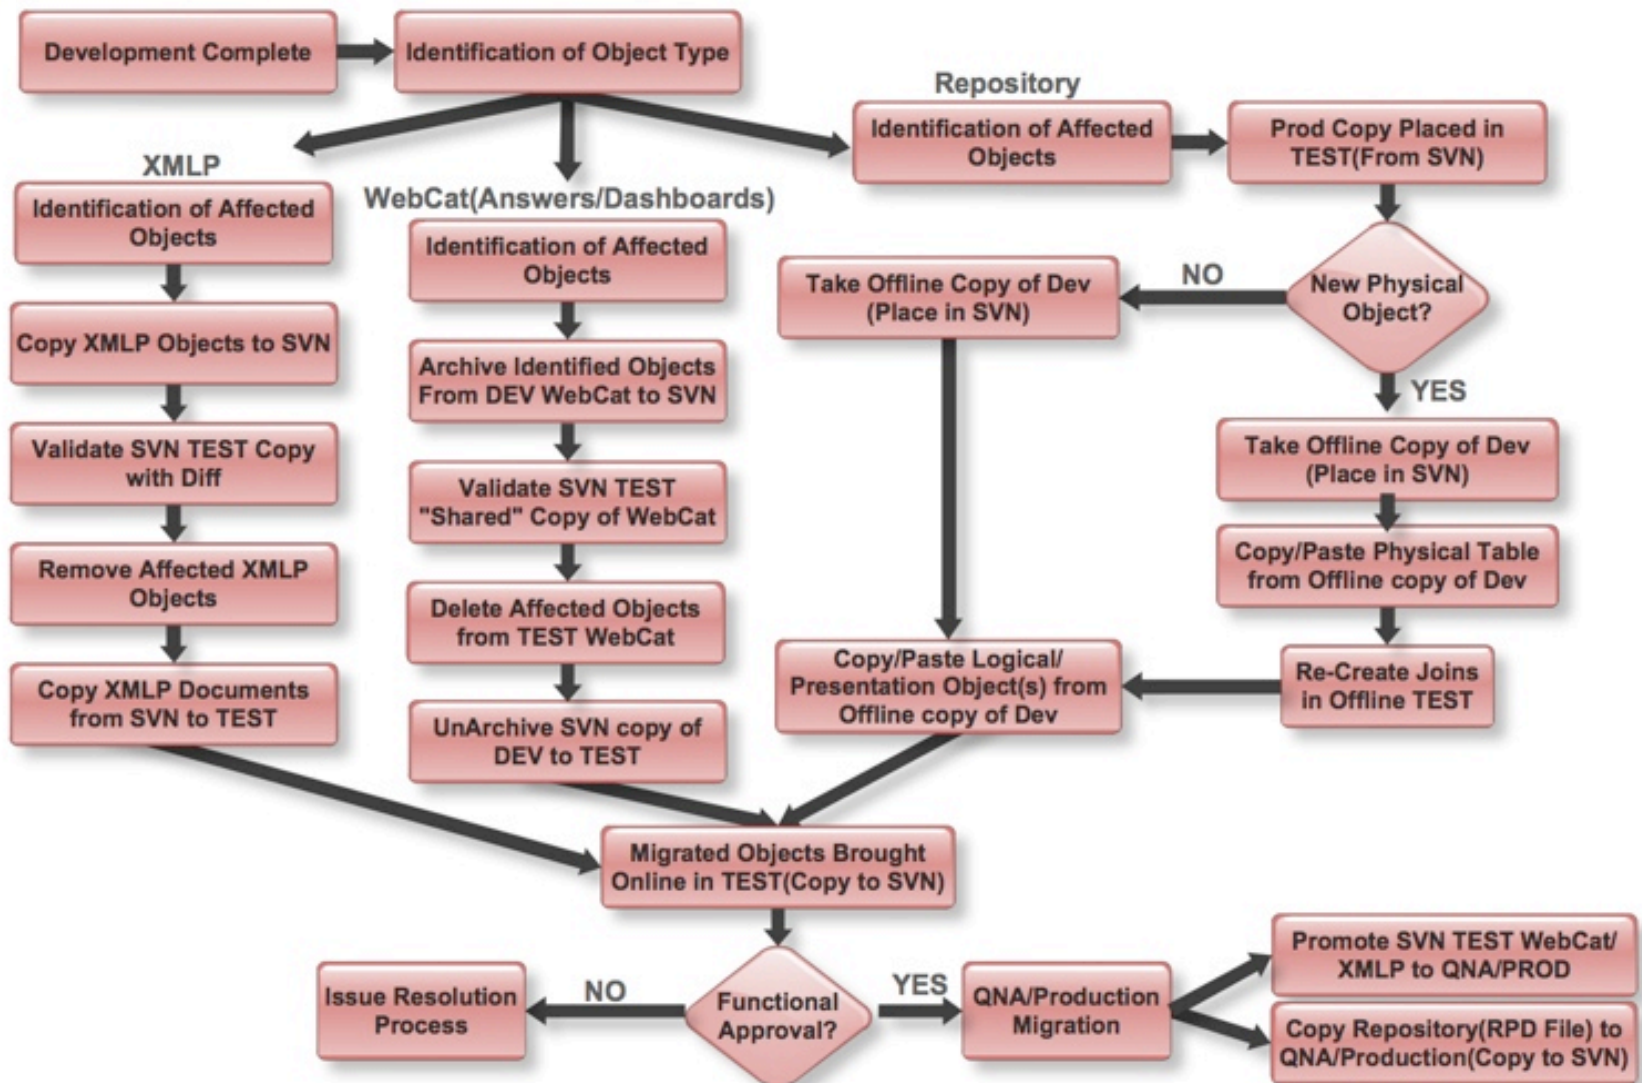 Development Complete
Identification of Object Type
Repository
Identification of Affected
Objects
Prod Copy Placed in
TEST(From SVN)
XMLP
Identification of Affected
Objects
Copy XMLP Objects to SVN
Validate SVN TEST Copy
with Diff
Remove Affected XMLP
Objects
Copy XMLP Documents
from SVN to TEST
WebCat(Answers/Dashboards)
Identification of Affected
Objects
Archive Identified Objects
From DEV WebCat to SVN
Validate SVN TEST
"Shared" Copy of WebCat
Delete Affected Objects
from TEST WebCat
UnArchive SVN copy of
DEV to TEST
New Physical
Object?
NO
Take Offline Copy of Dev
(Place in SVN)
YES
Take Offline Copy of Dev
(Place in SVN)
Copy/Paste Physical Table
from Offline copy of Dev
Re-Create Joins
in Offline TEST
Copy/Paste Logical/
Presentation Object(s) from
Offline copy of Dev
Migrated Objects Brought
Online in TEST(Copy to SVN)
Functional
Approval?
NO
Issue Resolution
Process
YES
QNA/Production
Migration
Promote SVN TEST WebCat/
XMLP to QNA/PROD
Copy Repository(RPD File) to
QNA/Production(Copy to SVN)